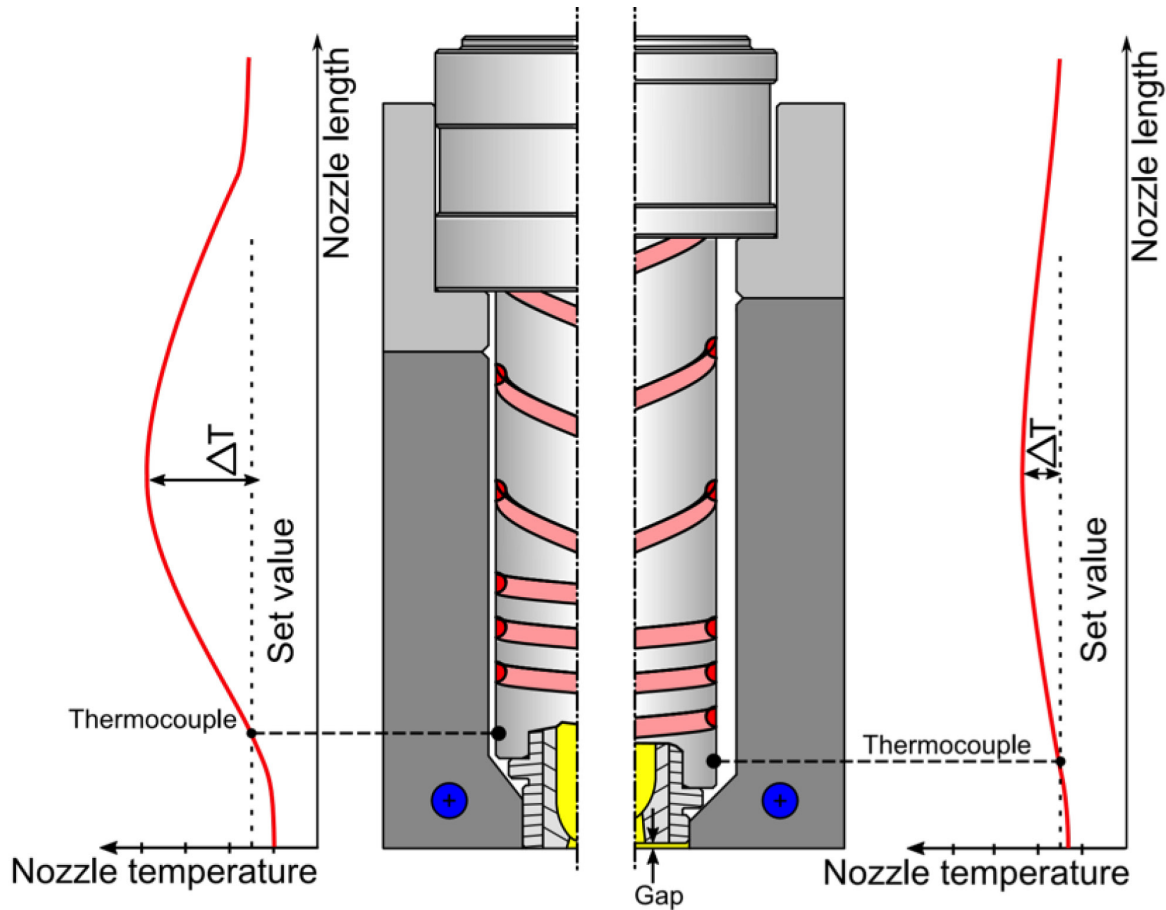 Nozzle length
ΔT
Set value
Thermocouple
Nozzle temperature
Gap
Nozzle length
ΔT
Set value
Thermocouple
Nozzle temperature